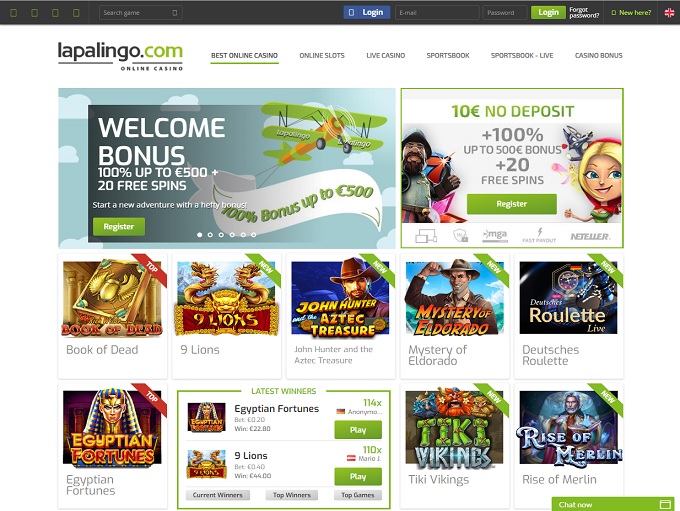 Search game
Login
E-mail
Password
Login
Forgot
password?
New here?
lapalingo.com
ONLINE CASINO
BEST ONLINE CASINO
ONLINE SLOTS
LIVE CASINO
SPORTSBOOK
SPORTSBOOK - LIVE
CASINO BONUS
WELCOME
BONUS
100% UP TO €500 +
20 FREE SPINS
Start a new adventure with a hefty bonus!
Register
lapalingo
100% Bonus up to €500
10€ NO DEPOSIT
+100%
UP TO 500€ BONUS
+20
FREE SPINS
Register
mga
FAST PAYOUT
NETELLER
TOP
BOOK OF DEAD
Book of Dead
NEW
9 LIONS
9 Lions
NEW
JOHN HUNTER
and the AZTEC
TREASURE
John Hunter and the
Aztec Treasure
NEW
MYSTERY OF
ELDORADO
Mystery of
Eldorado
NEW
Deutsches
Roulette
Live
Deutsches
Roulette
TOP
EGYPTIAN
FORTUNES
Egyptian
Fortunes
LATEST WINNERS
Egyptian Fortunes
Bet: €0.20
Win: €22.80
114x
Anonymo...
Play
9 Lions
Bet: €0.40
Win: €44.00
110x
Mario J.
Play
Current Winners
Top Winners
Top Games
NEW
TIKI
VIKINGS
Tiki Vikings
NEW
RISE OF
MERLIN
Rise of Merlin
Chat now